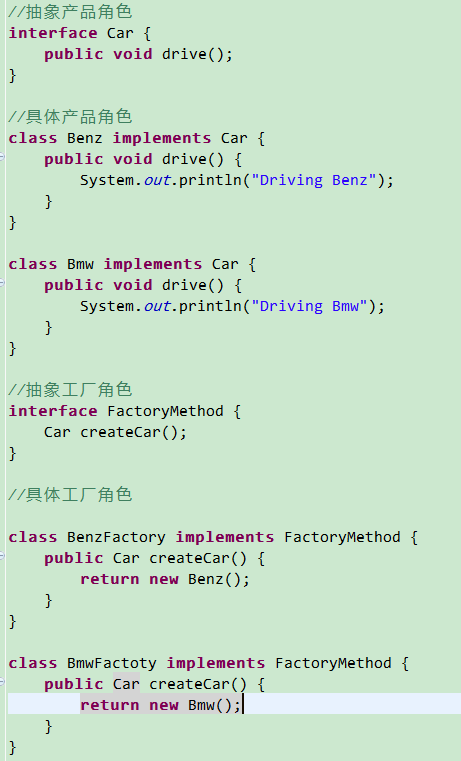 //抽象产品角色
interface Car {
    public void drive();
}

//具体产品角色
class Benz implements Car {
    public void drive() {
        System.out.println("Driving Benz");
    }
}

class Bmw implements Car {
    public void drive() {
        System.out.println("Driving Bmw");
    }
}

//抽象工厂角色
interface FactoryMethod {
    Car createCar();
}

//具体工厂角色

class BenzFactory implements FactoryMethod {
    public Car createCar() {
        return new Benz();
    }
}

class BmwFactoty implements FactoryMethod {
    public Car createCar() {
        return new Bmw();
    }
}